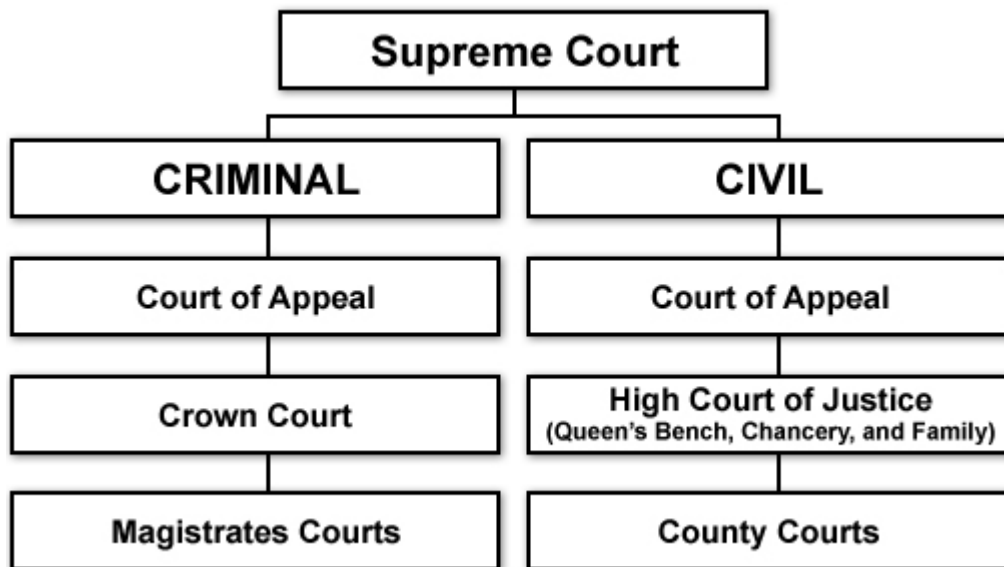 Supreme Court
CRIMINAL
CIVIL
Court of Appeal
Court of Appeal
Crown Court
High Court of Justice
(Queen's Bench, Chancery, and Family)
Magistrates Courts
County Courts